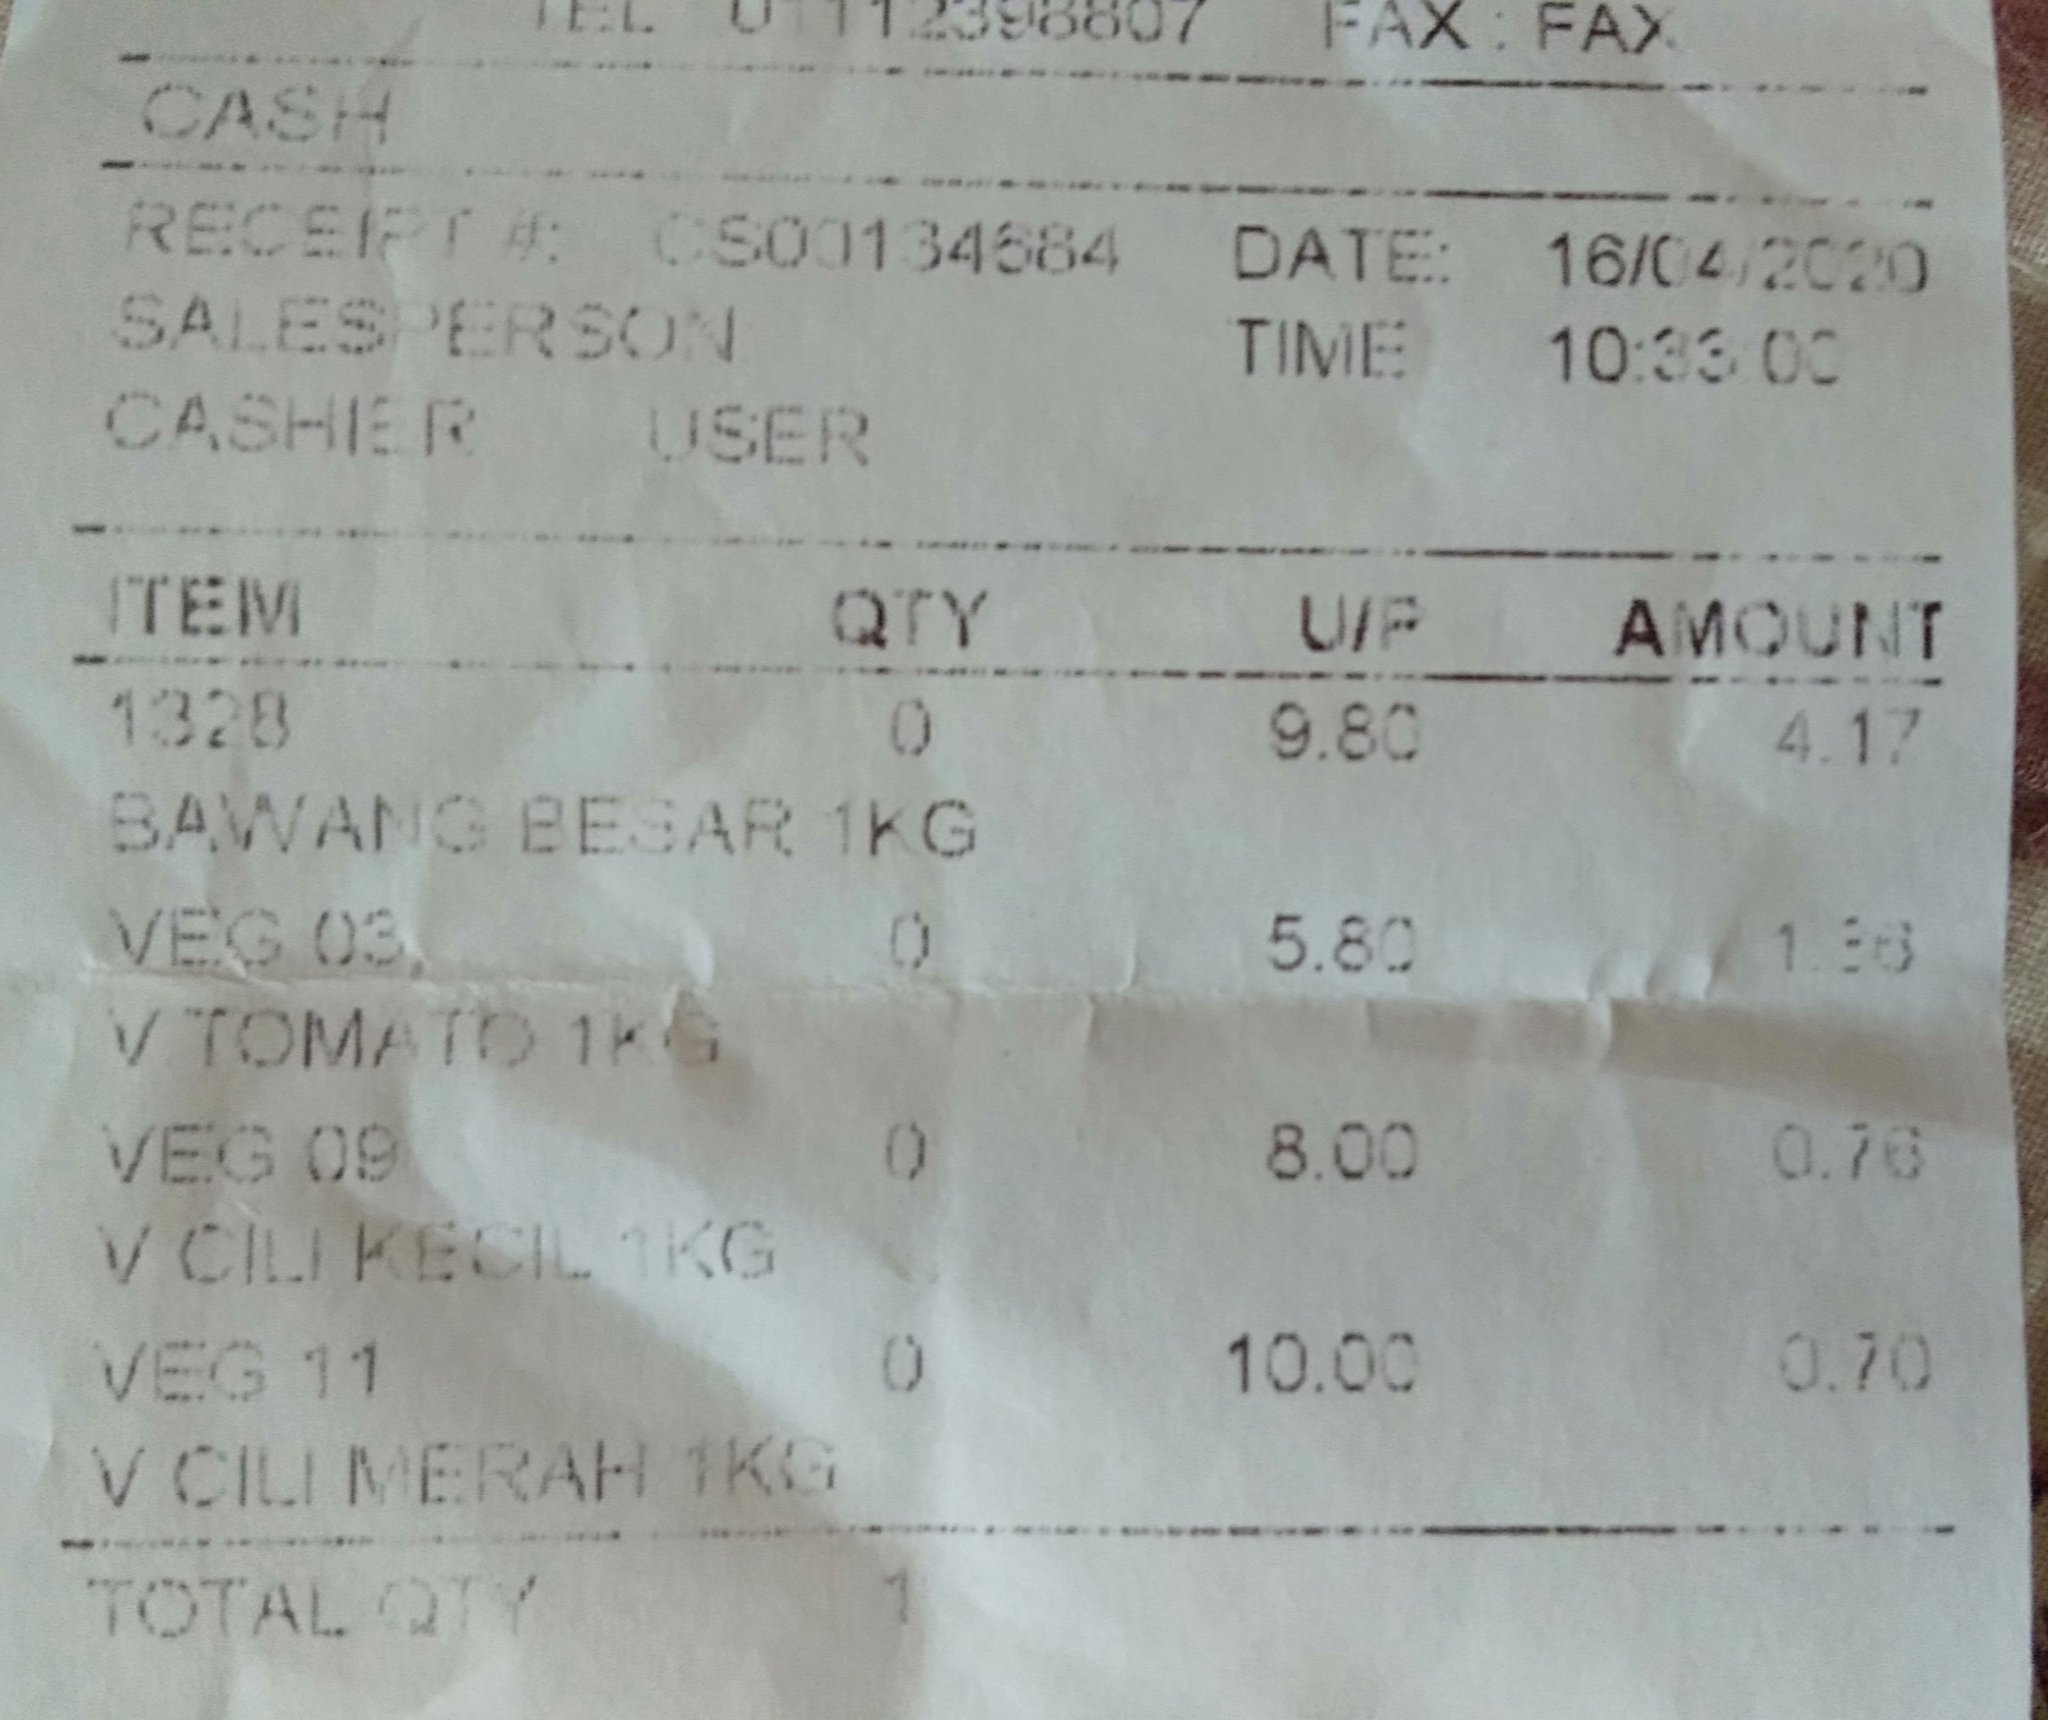 TEL 01112398807 FAX : FAX
CASH
RECEIPT #: CS00134684 DATE: 16/04/2020
SALESPERSON TIME 10:33:00
CASHIER USER
ITEM QTY U/P AMOUNT
1328 0 9.80 4.17
BAWANG BESAR 1KG
VEG 03 0 5.80 1.36
V TOMATO 1KG
VEG 09 0 8.00 0.76
V CILI KECIL 1KG
VEG 11 0 10.00 0.70
V CILI MERAH 1KG
TOTAL QTY 1